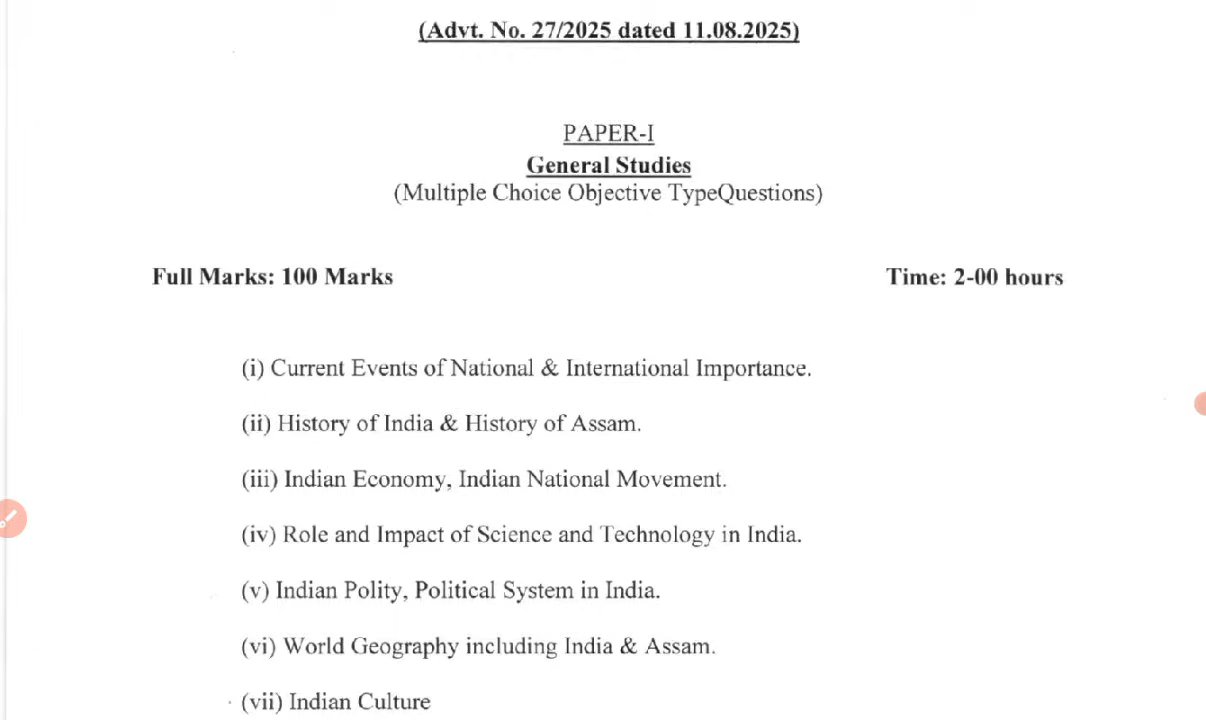 (Advt. No. 27/2025 dated 11.08.2025)
PAPER-I
General Studies
(Multiple Choice Objective TypeQuestions)
Full Marks: 100 Marks Time: 2-00 hours
(i) Current Events of National & International Importance.
(ii) History of India & History of Assam.
(iii) Indian Economy, Indian National Movement.
(iv) Role and Impact of Science and Technology in India.
(v) Indian Polity, Political System in India.
(vi) World Geography including India & Assam.
(vii) Indian Culture